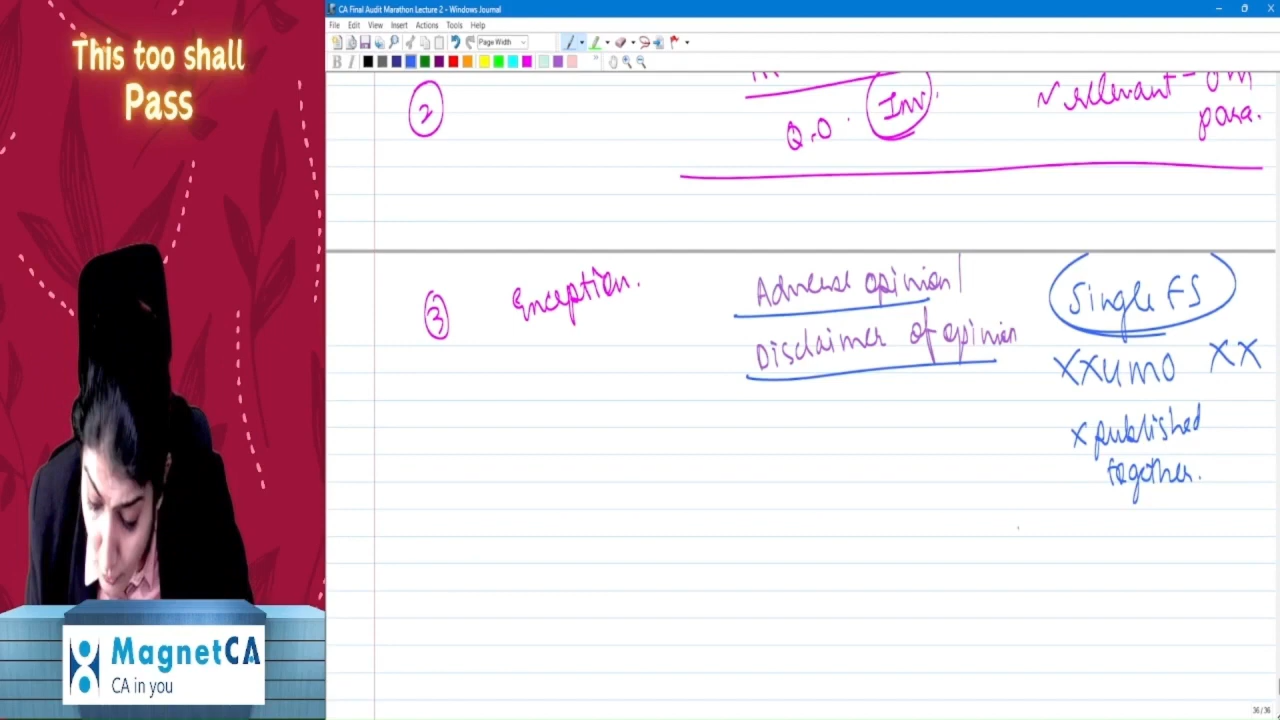 This too shall
Pass
MagnetCA
CA in you
CA Final Audit Marathon Lecture 2 - Windows Journal
File Edit View Insert Actions Tools Help
Page Width
B I
②
Q.O. Inv.
relevant - OM
para.
③ Exception. Adverse opinion/ Single FS
Disclaimer of opinion
XX
X published
together.
36/36